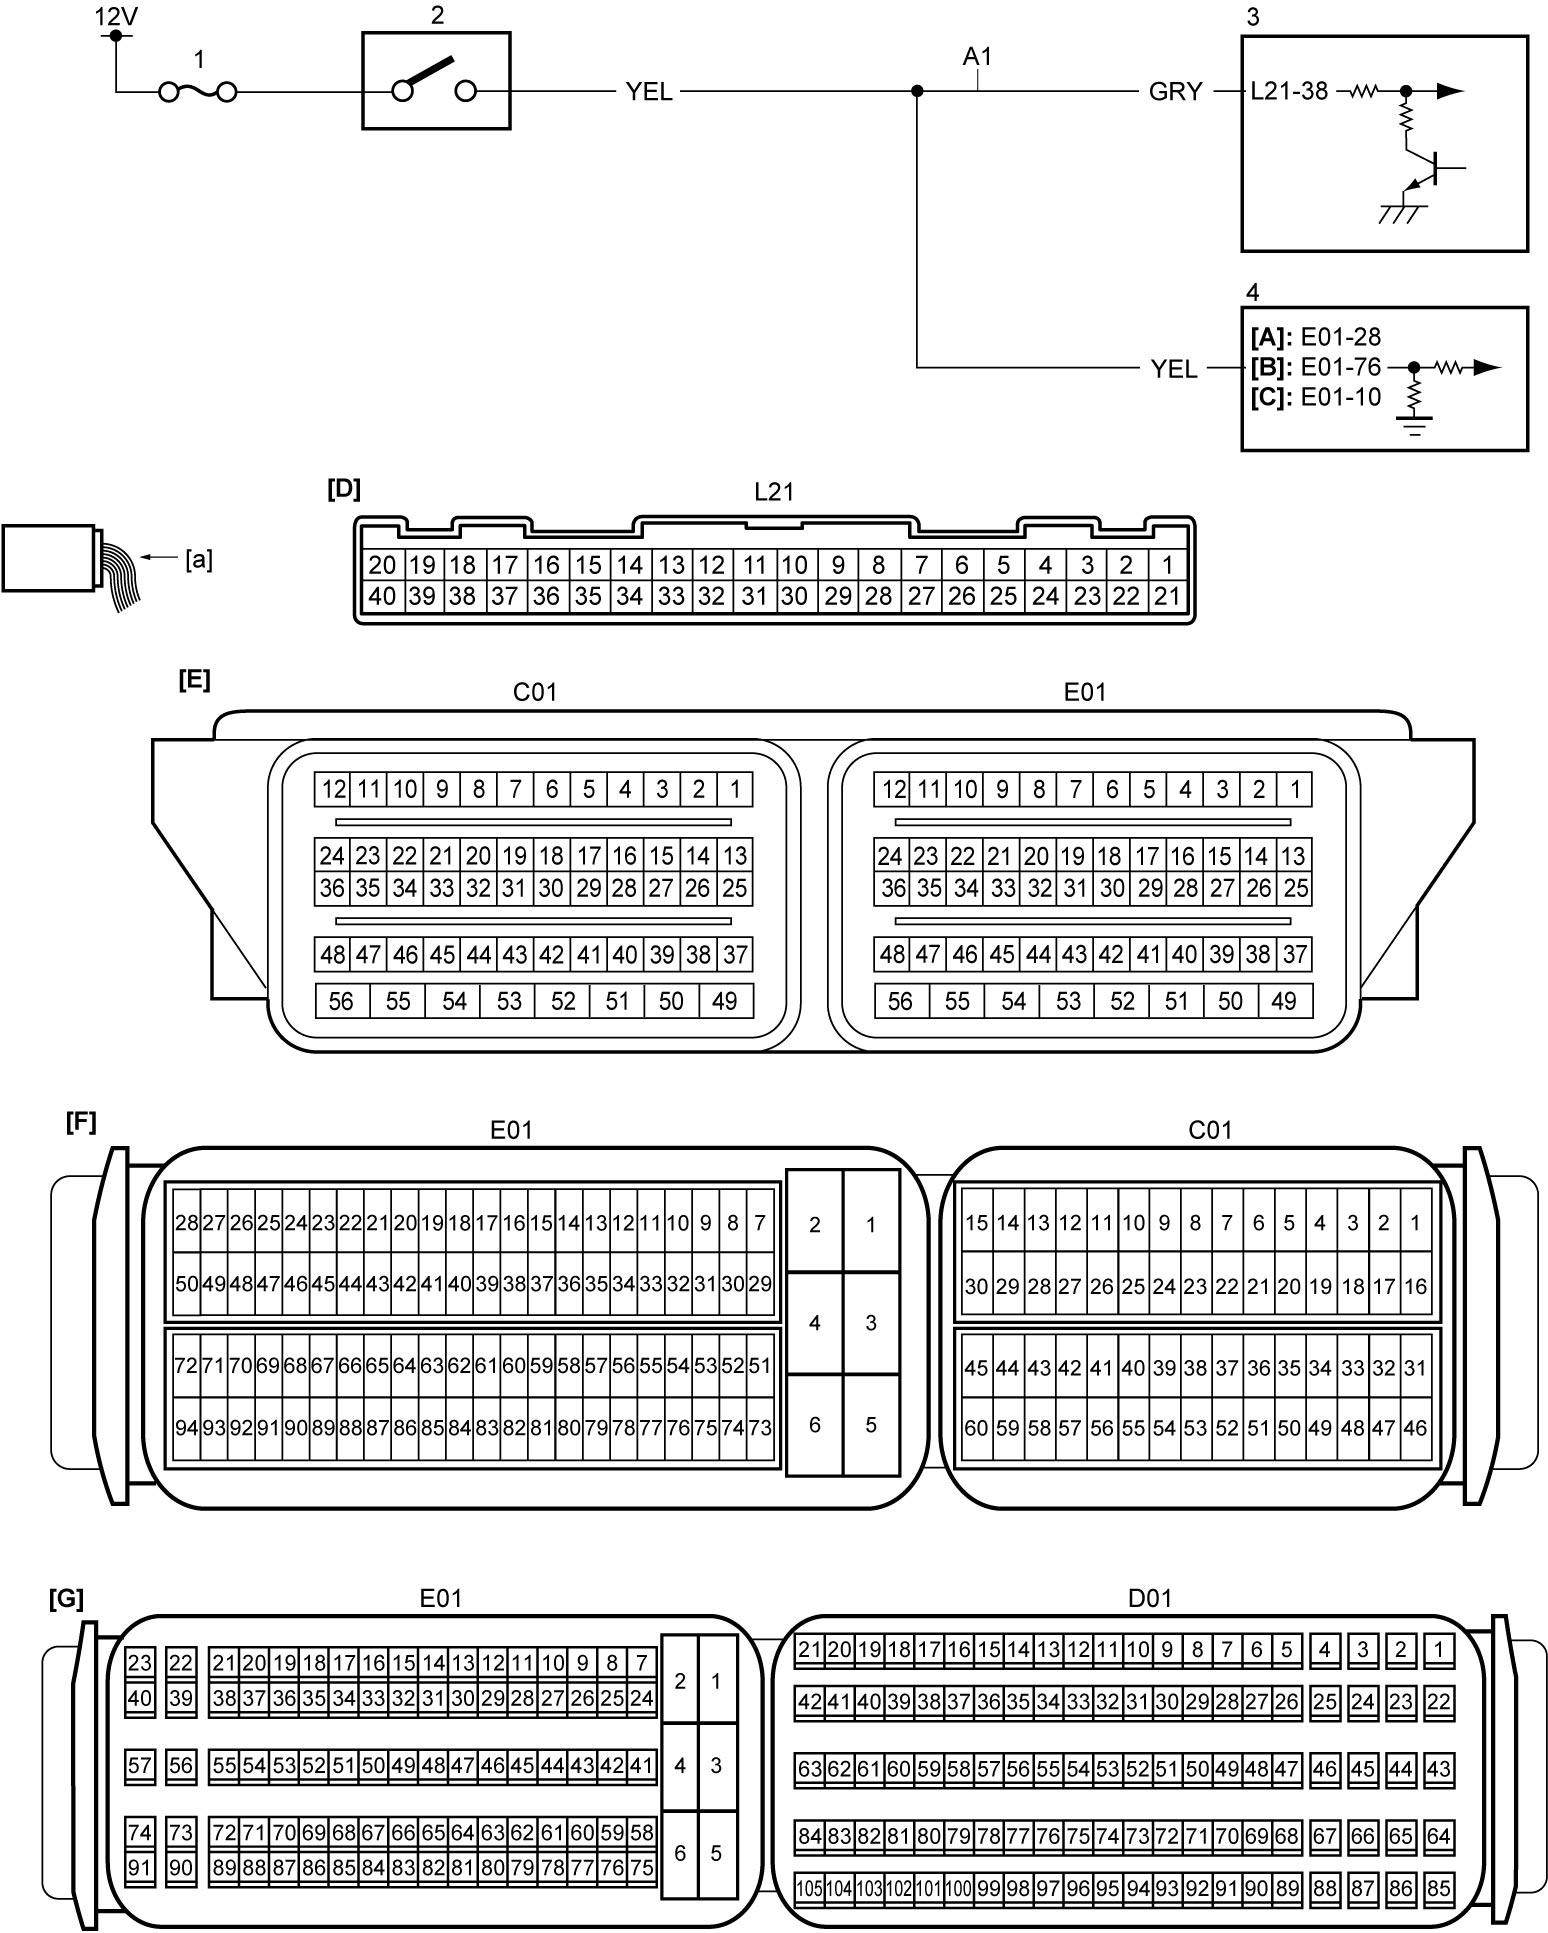 12V
1
2
YEL
A1
GRY
3
L21-38
4
YEL
[A]: E01-28
[B]: E01-76
[C]: E01-10
[a]
[D]
L21
20 19 18 17 16 15 14 13 12 11 10 9 8 7 6 5 4 3 2 1
40 39 38 37 36 35 34 33 32 31 30 29 28 27 26 25 24 23 22 21
[E]
C01
12 11 10 9 8 7 6 5 4 3 2 1
24 23 22 21 20 19 18 17 16 15 14 13
36 35 34 33 32 31 30 29 28 27 26 25
48 47 46 45 44 43 42 41 40 39 38 37
56 55 54 53 52 51 50 49
E01
12 11 10 9 8 7 6 5 4 3 2 1
24 23 22 21 20 19 18 17 16 15 14 13
36 35 34 33 32 31 30 29 28 27 26 25
48 47 46 45 44 43 42 41 40 39 38 37
56 55 54 53 52 51 50 49
[F]
E01
28 27 26 25 24 23 22 21 20 19 18 17 16 15 14 13 12 11 10 9 8 7
50 49 48 47 46 45 44 43 42 41 40 39 38 37 36 35 34 33 32 31 30 29
72 71 70 69 68 67 66 65 64 63 62 61 60 59 58 57 56 55 54 53 52 51
94 93 92 91 90 89 88 87 86 85 84 83 82 81 80 79 78 77 76 75 74 73
2 1
4 3
6 5
C01
15 14 13 12 11 10 9 8 7 6 5 4 3 2 1
30 29 28 27 26 25 24 23 22 21 20 19 18 17 16
45 44 43 42 41 40 39 38 37 36 35 34 33 32 31
60 59 58 57 56 55 54 53 52 51 50 49 48 47 46
[G]
E01
23 22 21 20 19 18 17 16 15 14 13 12 11 10 9 8 7
40 39 38 37 36 35 34 33 32 31 30 29 28 27 26 25 24
57 56 55 54 53 52 51 50 49 48 47 46 45 44 43 42 41
74 73 72 71 70 69 68 67 66 65 64 63 62 61 60 59 58
91 90 89 88 87 86 85 84 83 82 81 80 79 78 77 76 75
2 1
4 3
6 5
D01
21 20 19 18 17 16 15 14 13 12 11 10 9 8 7 6 5 4 3 2 1
42 41 40 39 38 37 36 35 34 33 32 31 30 29 28 27 26 25 24 23 22
63 62 61 60 59 58 57 56 55 54 53 52 51 50 49 48 47 46 45 44 43
84 83 82 81 80 79 78 77 76 75 74 73 72 71 70 69 68 67 66 65 64
105 104 103 102 101 100 99 98 97 96 95 94 93 92 91 90 89 88 87 86 85